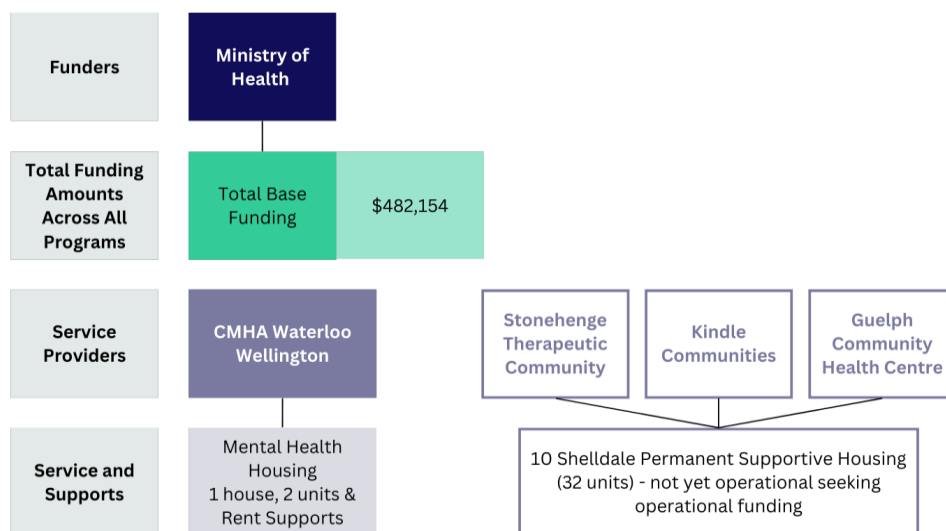 Funders
Ministry of
Health
Total Funding
Amounts
Across All
Programs
Total Base
Funding
$482,154
Service
Providers
CMHA Waterloo
Wellington
Stonehenge
Therapeutic
Community
Kindle
Communities
Guelph
Community
Health Centre
Service and
Supports
Mental Health
Housing
1 house, 2 units &
Rent Supports
10 Shelldale Permanent Supportive Housing
(32 units) - not yet operational seeking
operational funding